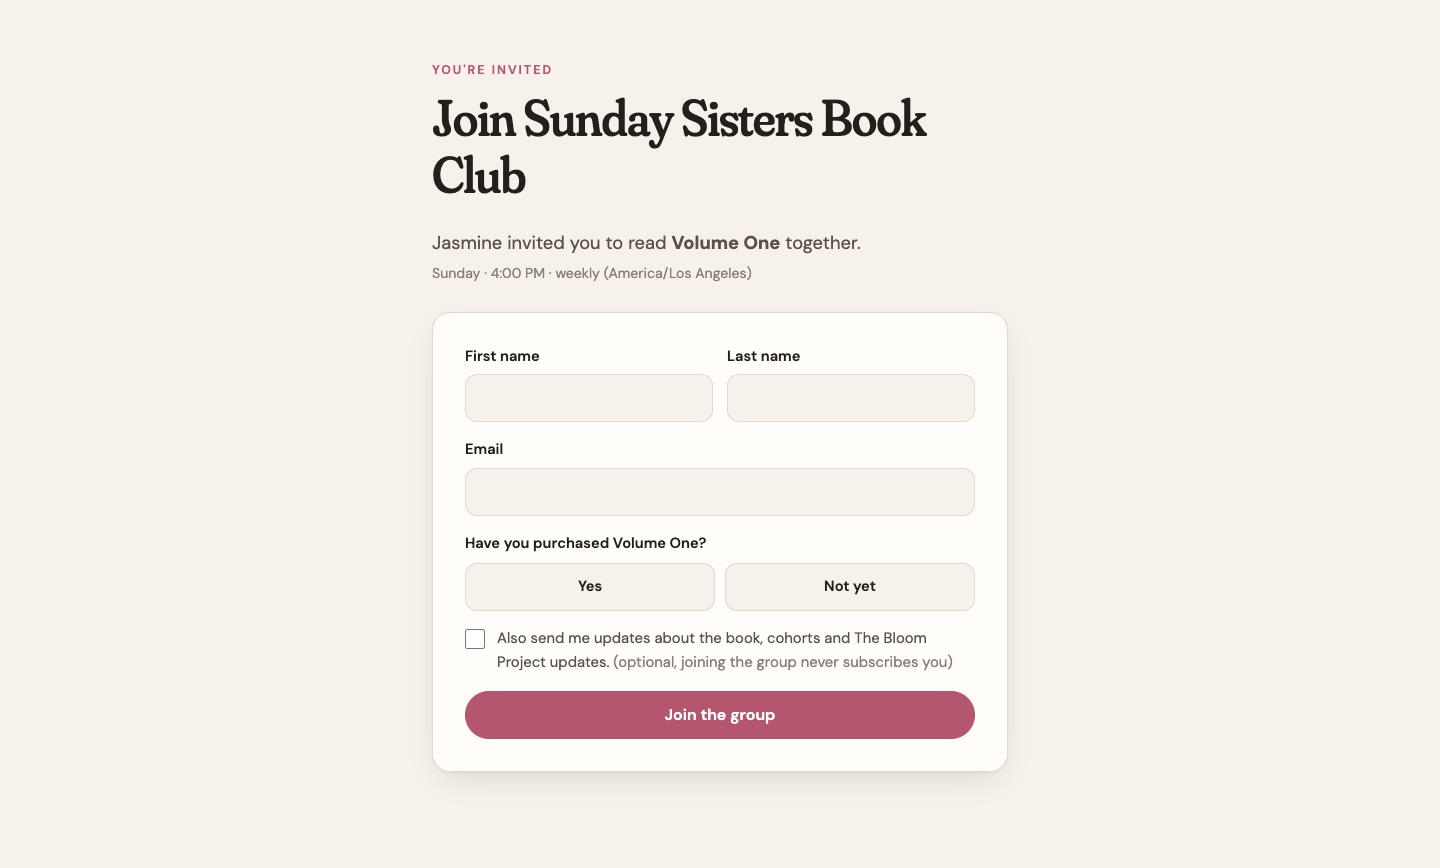 YOU'RE INVITED
Join Sunday Sisters Book
Club
Jasmine invited you to read Volume One together.
Sunday · 4:00 PM · weekly (America/Los Angeles)
First name
Last name
Email
Have you purchased Volume One?
Yes
Not yet
Also send me updates about the book, cohorts and The Bloom
Project updates. (optional, joining the group never subscribes you)
Join the group